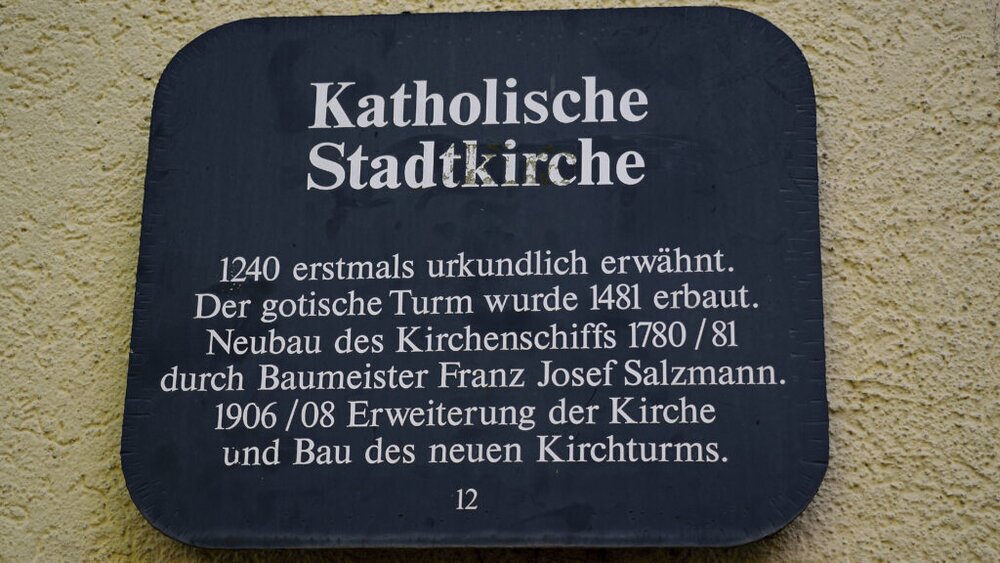 Katholische
Stadtkirche
1240 erstmals urkundlich erwähnt.
Der gotische Turm wurde 1481 erbaut.
Neubau des Kirchenschiffs 1780/81
durch Baumeister Franz Josef Salzmann.
1906/08 Erweiterung der Kirche
und Bau des neuen Kirchturms.
12